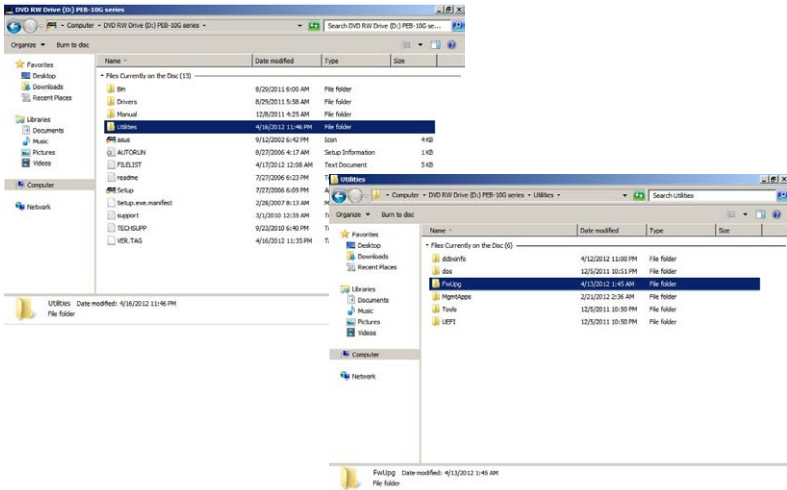 DVD RW Drive (D:) PEB-10G series
Computer - DVD RW Drive (D:) PEB-10G series
Search DVD RW Drive (D:) PEB-10G se...
Organize Burn to disc
Favorites
Desktop
Downloads
Recent Places
Libraries
Documents
Music
Pictures
Videos
Computer
Network
Name Date modified Type Size
Files Currently on the Disc (13)
Bin 8/29/2011 6:00 AM File folder
Drivers 8/29/2011 5:58 AM File folder
Manual 12/8/2011 4:25 AM File folder
Utilities 4/16/2012 11:46 PM File folder
asus 9/12/2002 6:42 PM Icon 4 KB
AUTORUN 8/27/2006 4:17 AM Setup Information 1 KB
FILELIST 4/17/2012 12:08 AM Text Document 5 KB
readme 7/27/2006 6:23 PM
Setup 7/27/2006 6:09 PM
Setup.exe.manifest 2/28/2007 8:13 AM
support 3/1/2010 12:35 AM
TECHSUPP 9/23/2010 6:40 PM
VER.TAG 4/16/2012 11:35 PM
Utilities Date modified: 4/16/2012 11:46 PM
File folder
Utilities
Computer - DVD RW Drive (D:) PEB-10G series - Utilities
Search Utilities
Organize Burn to disc
Favorites
Desktop
Downloads
Recent Places
Libraries
Documents
Music
Pictures
Videos
Computer
Network
Name Date modified Type Size
Files Currently on the Disc (6)
ddbxinfo 4/12/2012 11:00 PM File folder
dos 12/5/2011 10:51 PM File folder
FwUpg 4/13/2012 1:45 AM File folder
MgmtApps 2/21/2012 2:36 AM File folder
Tools 12/5/2011 10:50 PM File folder
UEFI 12/5/2011 10:50 PM File folder
FwUpg Date modified: 4/13/2012 1:45 AM
File folder